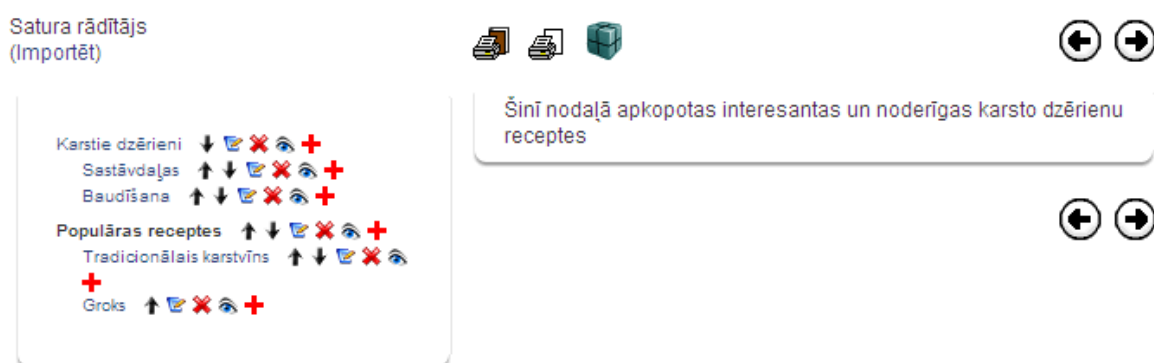 Satura rādītājs
(Importēt)
Karstie dzērieni
Sastāvdaļas
Baudīšana
Populāras receptes
Tradicionālais karstvīns
Groks
Šinī nodaļā apkopotas interesantas un noderīgas karsto dzērienu
receptes